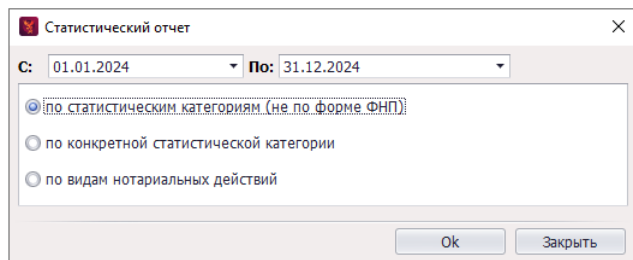 Статистический отчет
С: 01.01.2024 По: 31.12.2024
по статистическим категориям (не по форме ФНП)
по конкретной статистической категории
по видам нотариальных действий
Ok Закрыть